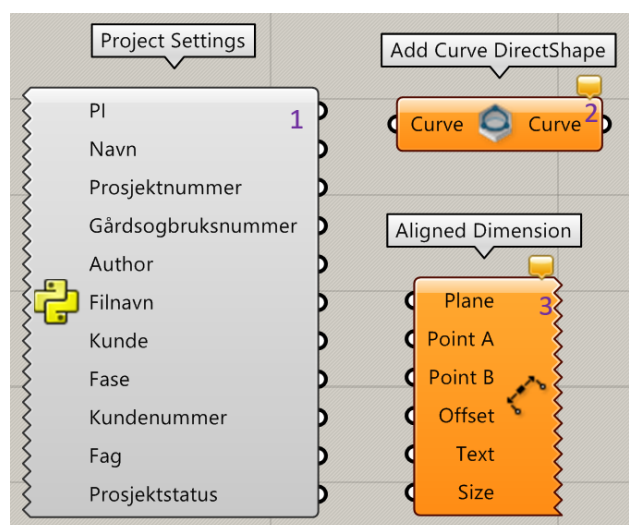 Project Settings
PI
1
Navn
Prosjektnummer
Gårdsogbruksnummer
Author
Filnavn
Kunde
Fase
Kundenummer
Fag
Prosjektstatus
Add Curve DirectShape
Curve Curve 2
Aligned Dimension
Plane
3
Point A
Point B
Offset
Text
Size